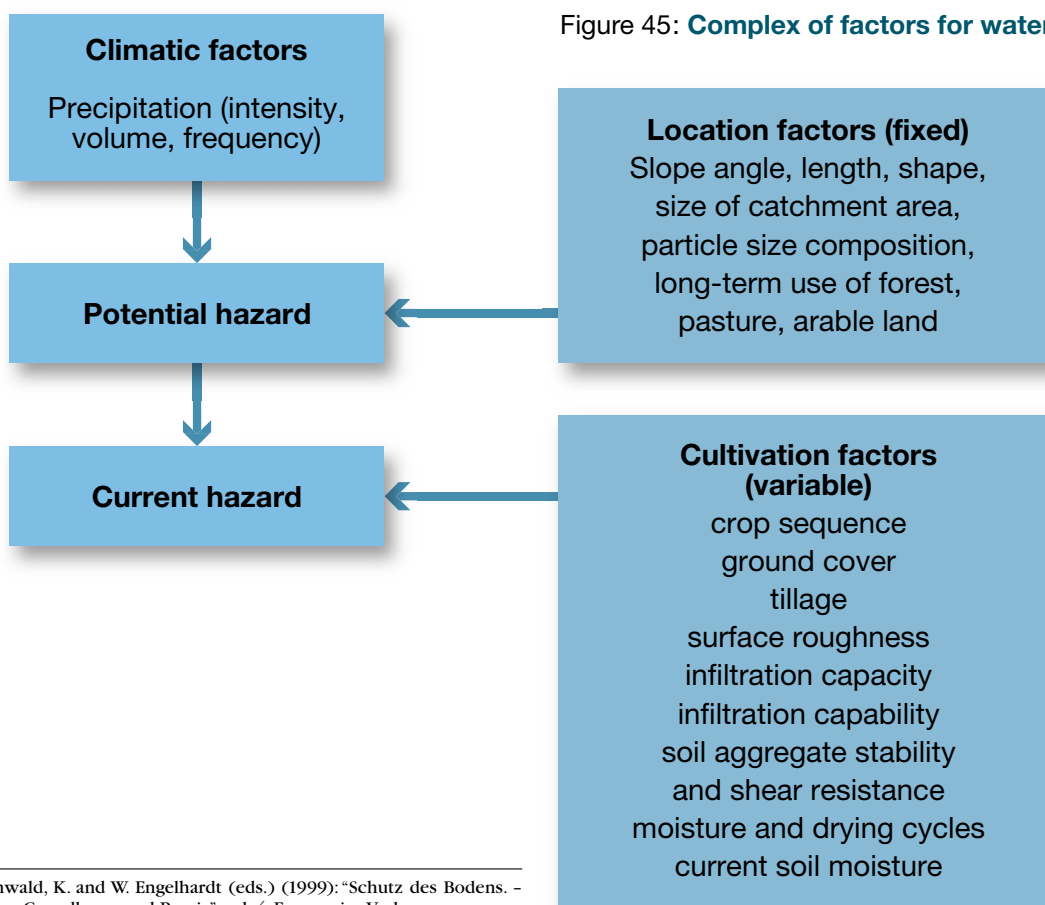 Figure 45: Complex of factors for water
Climatic factors
Precipitation (intensity,
volume, frequency)
Location factors (fixed)
Slope angle, length, shape,
size of catchment area,
particle size composition,
long-term use of forest,
pasture, arable land
Potential hazard
Current hazard
Cultivation factors
(variable)
crop sequence
ground cover
tillage
surface roughness
infiltration capacity
infiltration capability
soil aggregate stability
and shear resistance
moisture and drying cycles
current soil moisture
nwald, K. and W. Engelhardt (eds.) (1999): “Schutz des Bodens. –